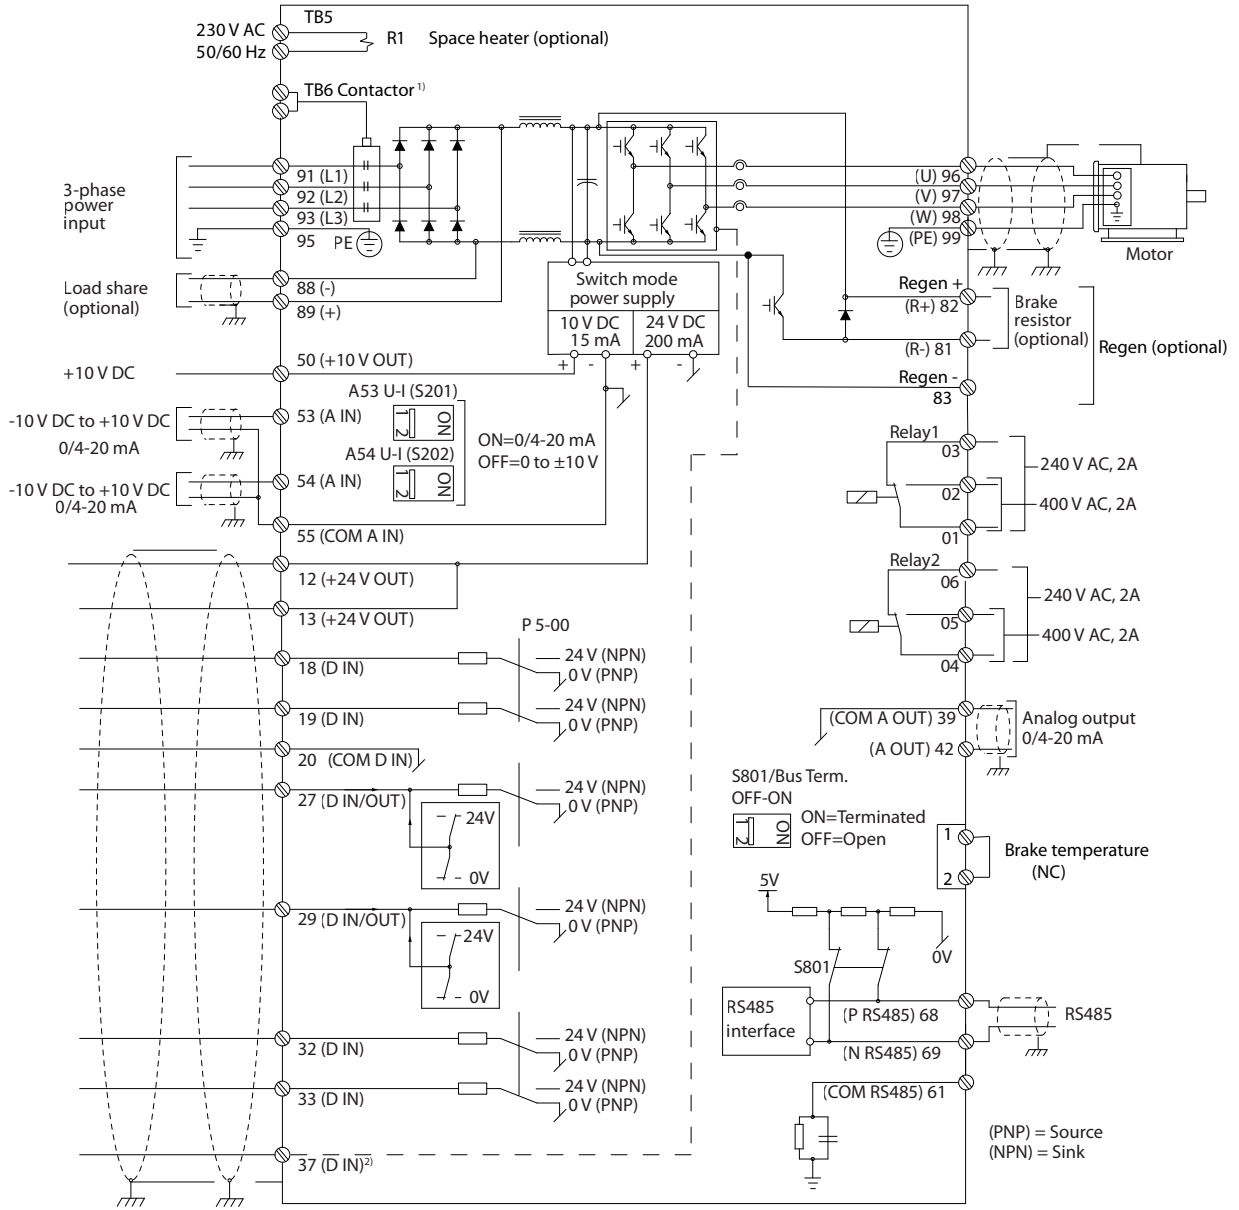 TB5
230 V AC
50/60 Hz
R1
Space heater (optional)
TB6 Contactor 1)
3-phase
power
input
91 (L1)
92 (L2)
93 (L3)
95
PE
(U) 96
(V) 97
(W) 98
(PE) 99
Motor
Load share
(optional)
88 (-)
89 (+)
Switch mode
power supply
10 V DC
15 mA
24 V DC
200 mA
+ - + -
Regen +
(R+) 82
Brake
resistor
(optional)
(R-) 81
Regen (optional)
Regen -
83
+10 V DC
50 (+10 V OUT)
A53 U-I (S201)
1 2
ON
-10 V DC to +10 V DC
0/4-20 mA
53 (A IN)
ON=0/4-20 mA
OFF=0 to ±10 V
A54 U-I (S202)
1 2
ON
-10 V DC to +10 V DC
0/4-20 mA
54 (A IN)
55 (COM A IN)
Relay1
03
240 V AC, 2A
02
400 V AC, 2A
01
12 (+24 V OUT)
13 (+24 V OUT)
Relay2
06
240 V AC, 2A
05
400 V AC, 2A
04
P 5-00
18 (D IN)
24 V (NPN)
0 V (PNP)
19 (D IN)
24 V (NPN)
0 V (PNP)
20 (COM D IN)
27 (D IN/OUT)
24 V (NPN)
0 V (PNP)
24V
0V
29 (D IN/OUT)
24 V (NPN)
0 V (PNP)
24V
0V
32 (D IN)
24 V (NPN)
0 V (PNP)
33 (D IN)
24 V (NPN)
0 V (PNP)
37 (D IN) 2)
(COM A OUT) 39
Analog output
0/4-20 mA
(A OUT) 42
S801/Bus Term.
OFF-ON
1 2
ON
ON=Terminated
OFF=Open
1
2
Brake temperature
(NC)
5V
0V
S801
RS485
interface
(P RS485) 68
RS485
(N RS485) 69
(COM RS485) 61
(PNP) = Source
(NPN) = Sink